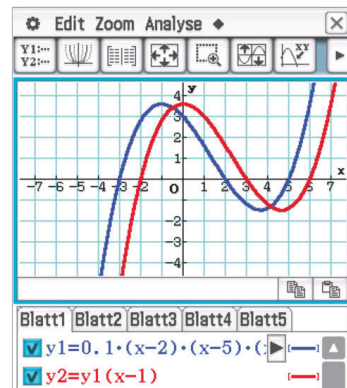 Edit Zoom Analyse ◆
Y1:... Y2:... XY
y
4
3
2
1
x
-7 -6 -5 -4 -3 -2 0 1 2 3 4 5 6 7
-1
-2
-3
-4
Blatt1 Blatt2 Blatt3 Blatt4 Blatt5
y1=0.1·(x-2)·(x-5)·(
y2=y1(x-1)